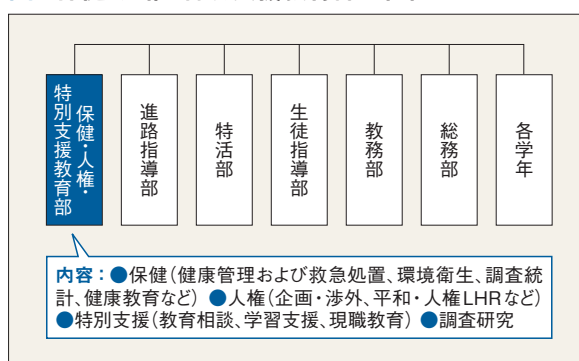 保健・人権・
特別支援教育部
進路指導部
特活部
生徒指導部
教務部
総務部
各学年
内容：●保健（健康管理および救急処置、環境衛生、調査統
計、健康教育など） ●人権（企画・渉外、平和・人権LHRなど）
●特別支援（教育相談、学習支援、現職教育） ●調査研究